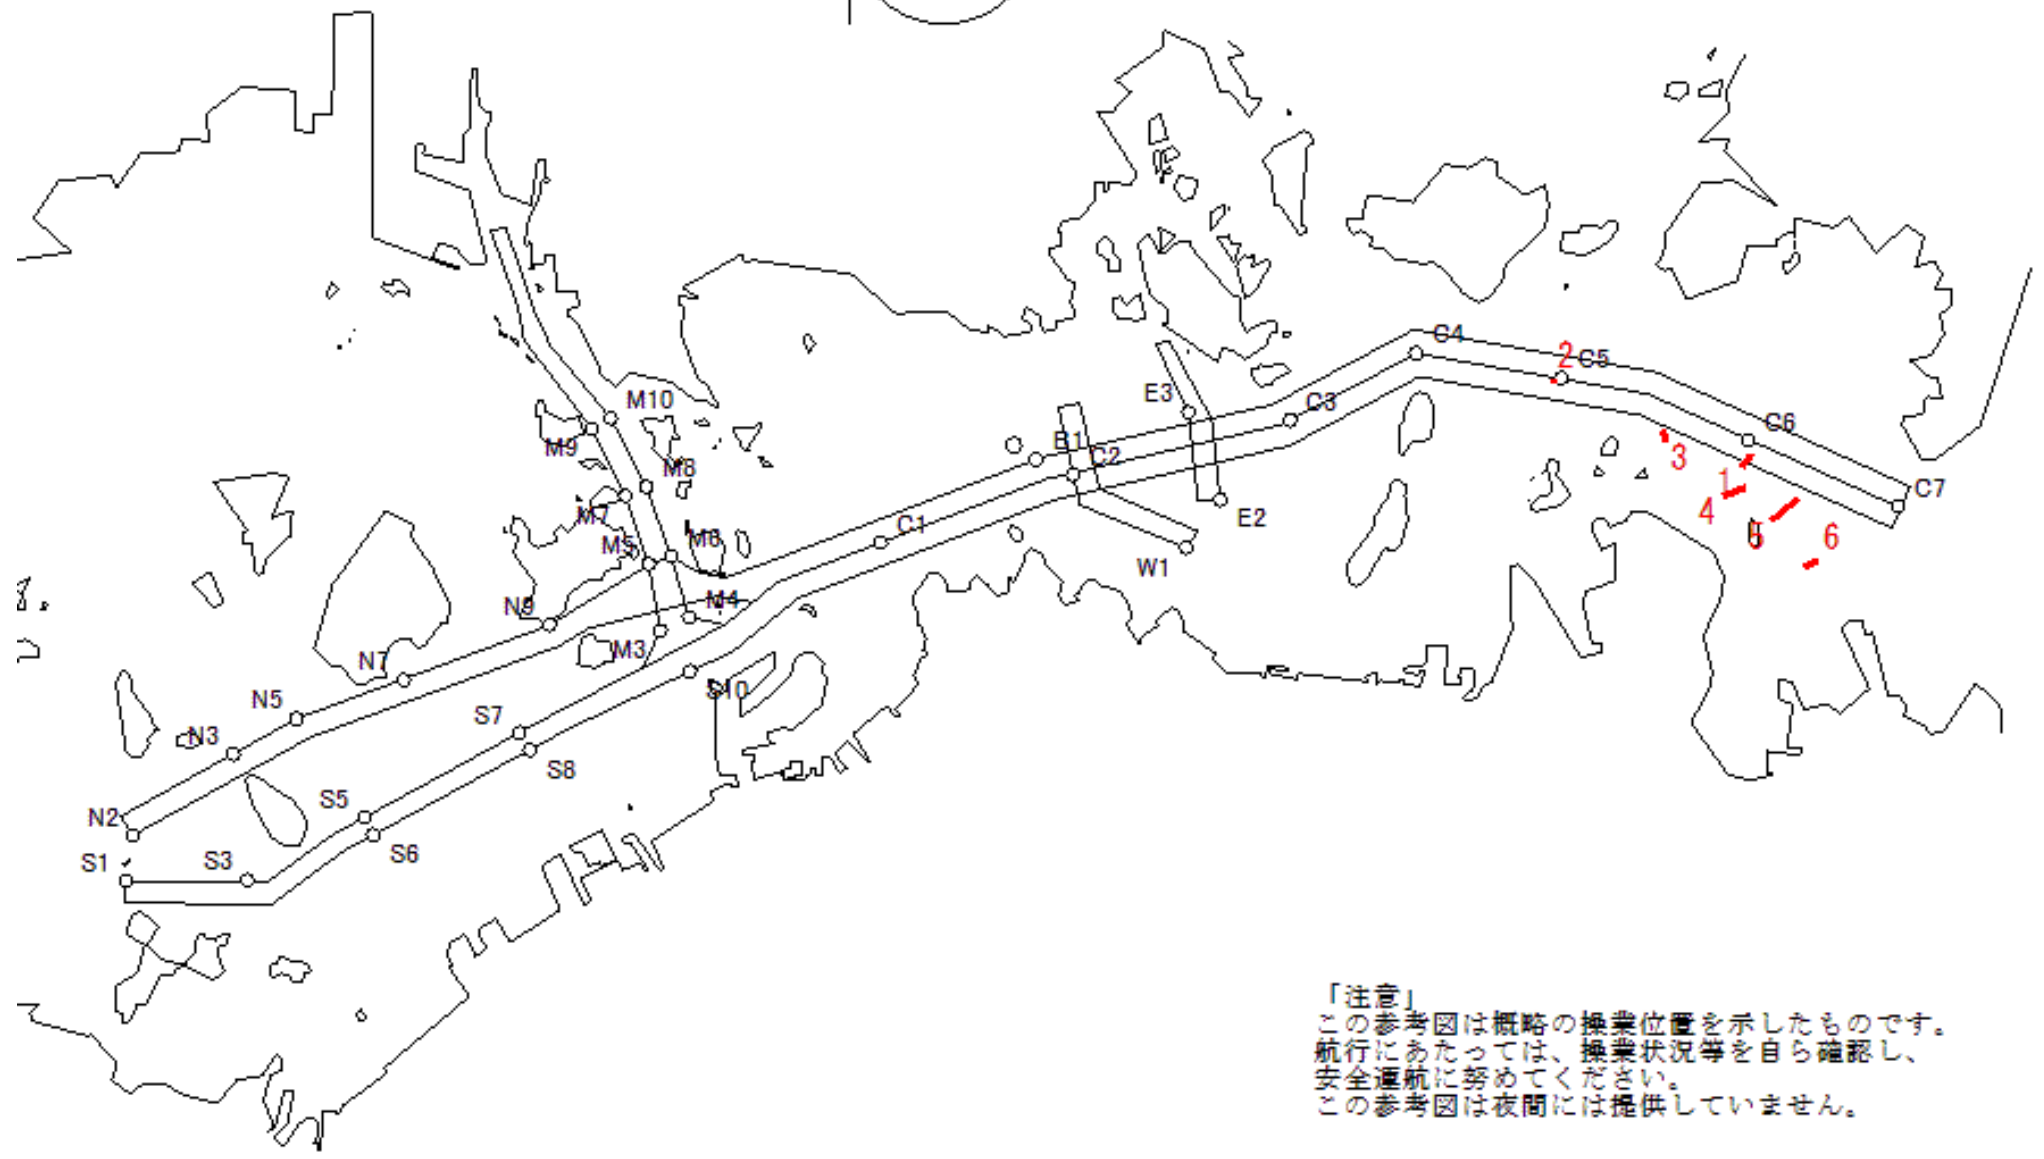 C4
2
C5
E3
M10
C3
C6
M9
B1
3
C2
M8
1
C7
M7
4
E2
C1
M5
M6
5
6
W1
N9
M4
M3
N7
S10
N5
S7
N3
S8
S5
N2
S6
S1
S3
「注意」
この参考図は概略の操業位置を示したものです。
航行にあたっては、操業状況等を自ら確認し、
安全運航に努めてください。
この参考図は夜間には提供していません。